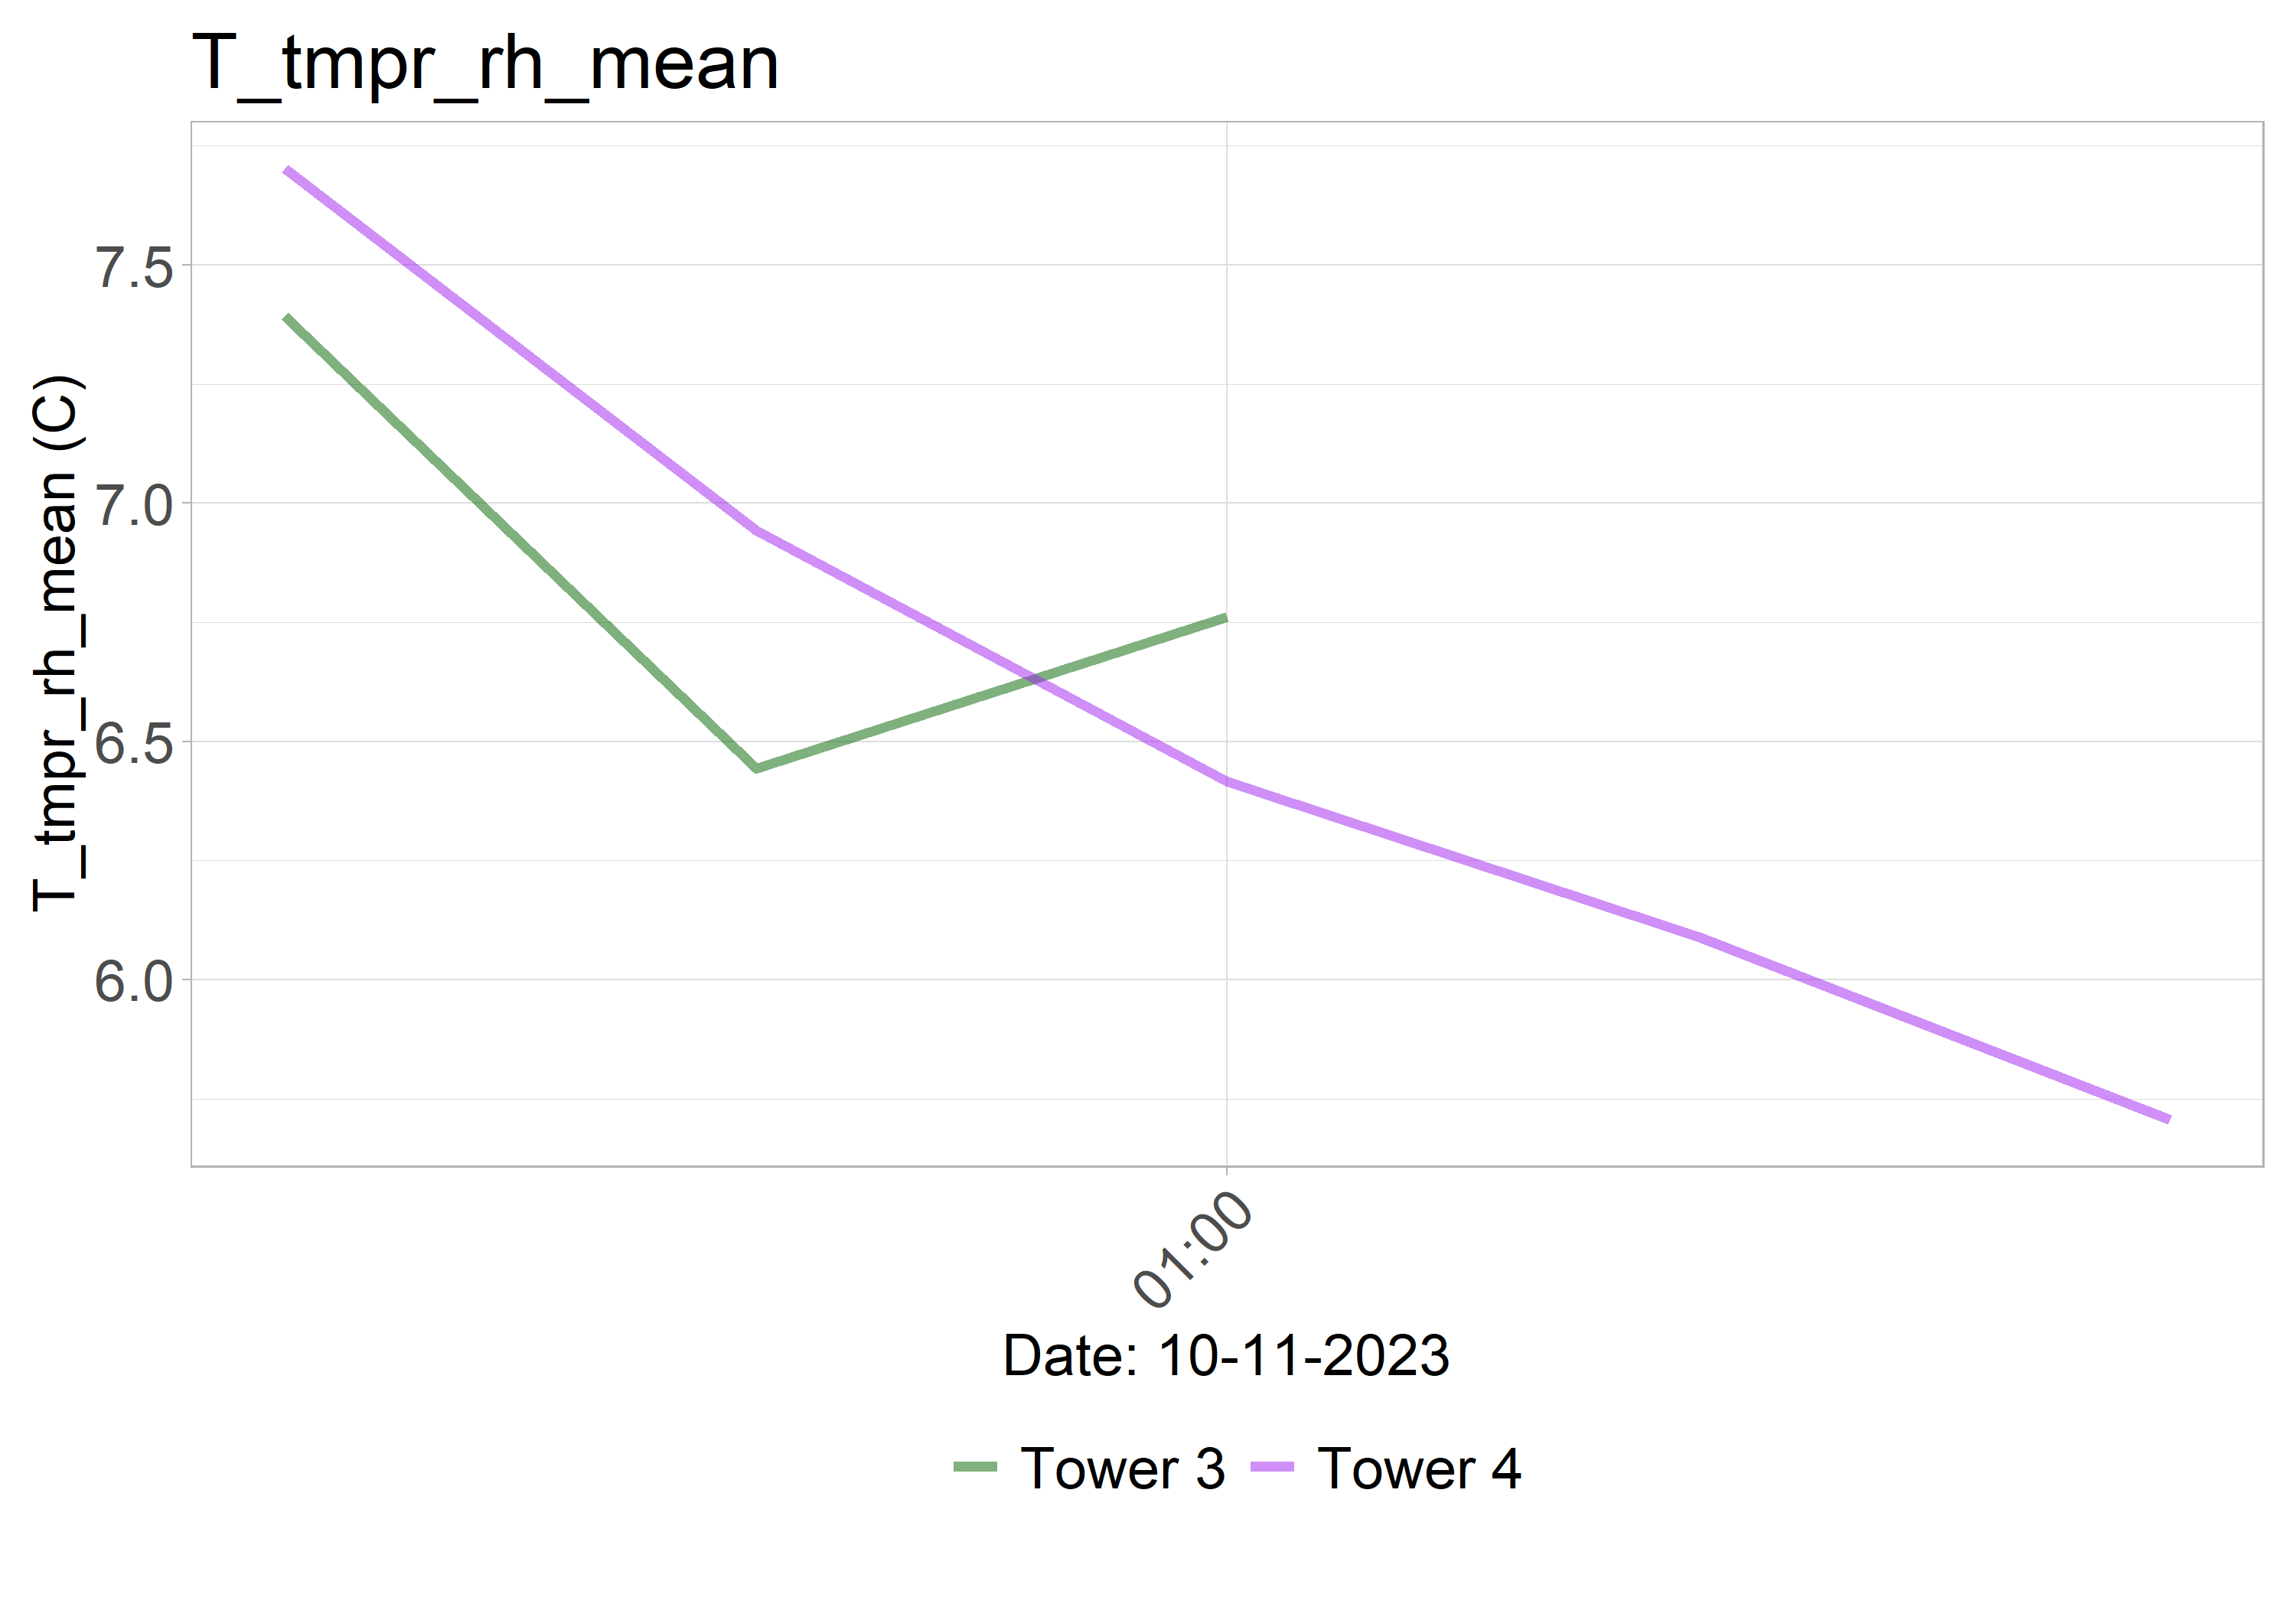 T_tmpr_rh_mean
T_tmpr_rh_mean (C)
7.5
7.0
6.5
6.0
01:00
Date: 10-11-2023
Tower 3 Tower 4